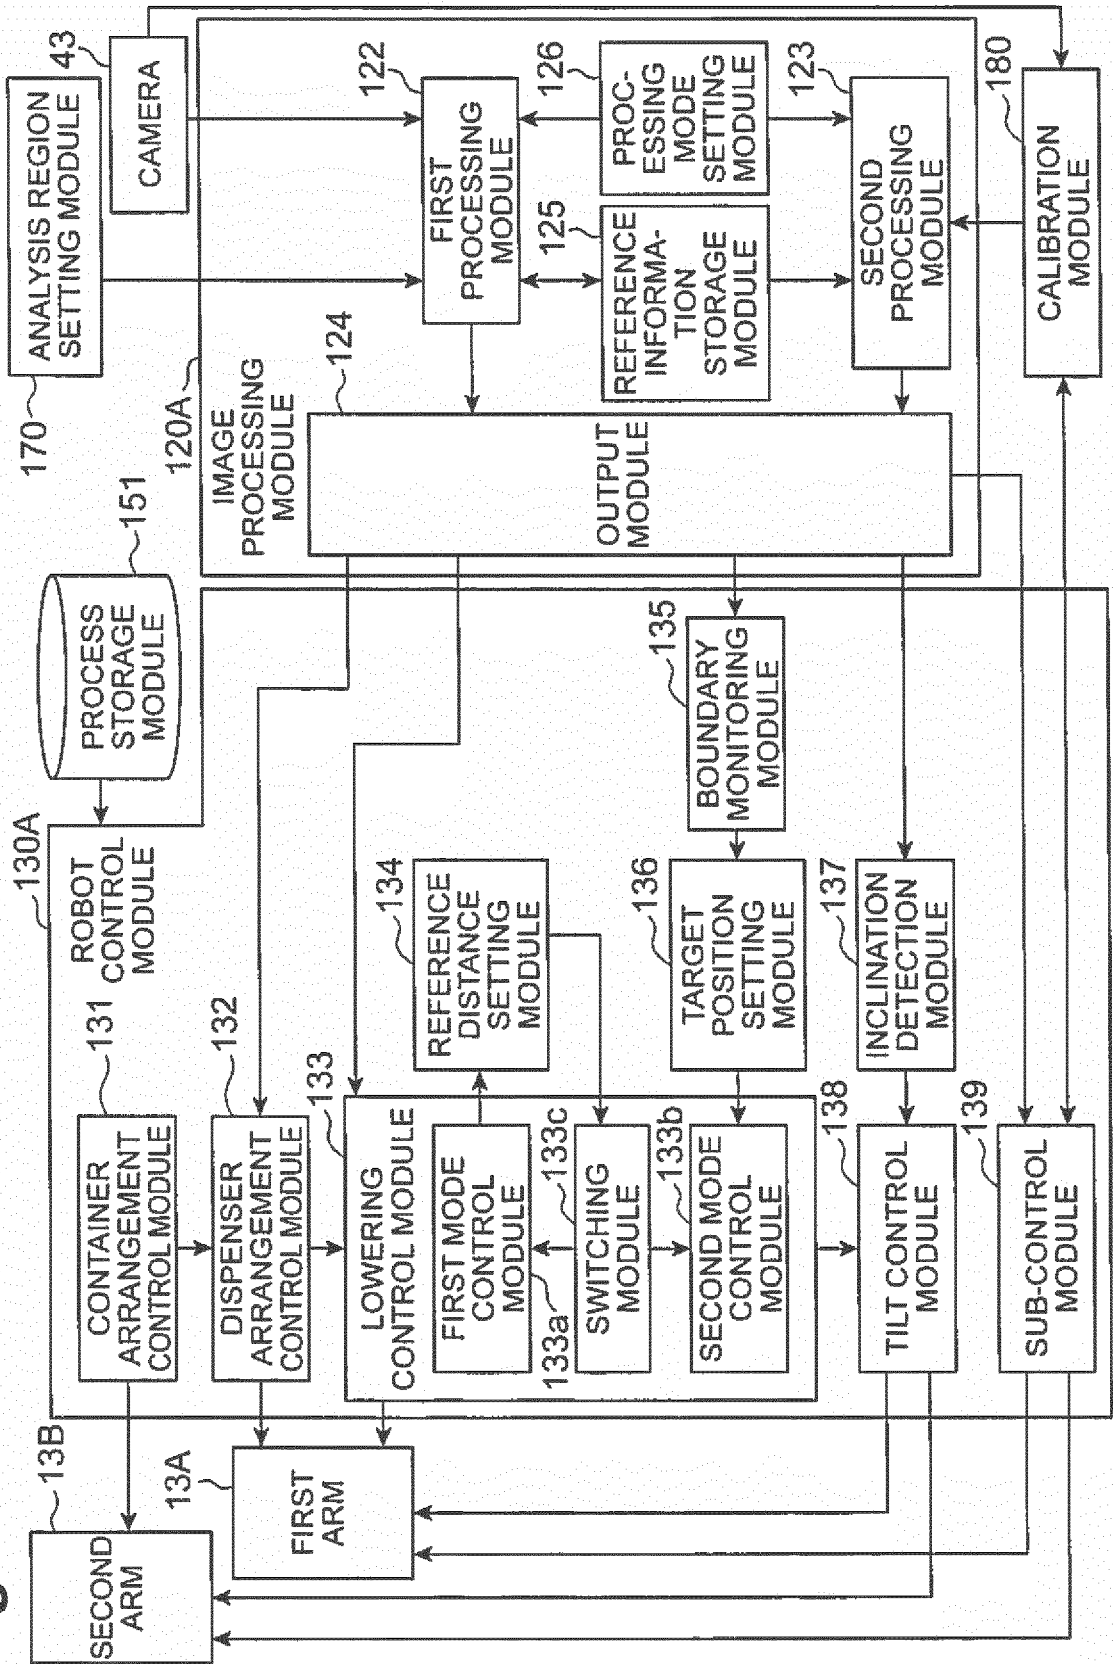 SECOND
ARM
13B
FIRST
ARM
13A
130A
ROBOT
CONTROL
MODULE
PROCESS
STORAGE
MODULE
151
CONTAINER
ARRANGEMENT
CONTROL MODULE
131
DISPENSER
ARRANGEMENT
CONTROL MODULE
132
LOWERING
CONTROL MODULE
133
FIRST MODE
CONTROL
MODULE
133a
SWITCHING
MODULE
133c
SECOND MODE
CONTROL
MODULE
133b
REFERENCE
DISTANCE
SETTING
MODULE
134
BOUNDARY
MONITORING
MODULE
135
TARGET
POSITION
SETTING
MODULE
136
INCLINATION
DETECTION
MODULE
137
TILT CONTROL
MODULE
138
SUB-CONTROL
MODULE
139
ANALYSIS REGION
SETTING MODULE
170
CAMERA
43
120A
IMAGE
PROCESSING
MODULE
FIRST
PROCESSING
MODULE
122
OUTPUT
MODULE
124
REFERENCE
INFORMA-
TION
STORAGE
MODULE
125
PROC-
ESSING
MODE
SETTING
MODULE
126
SECOND
PROCESSING
MODULE
123
CALIBRATION
MODULE
180